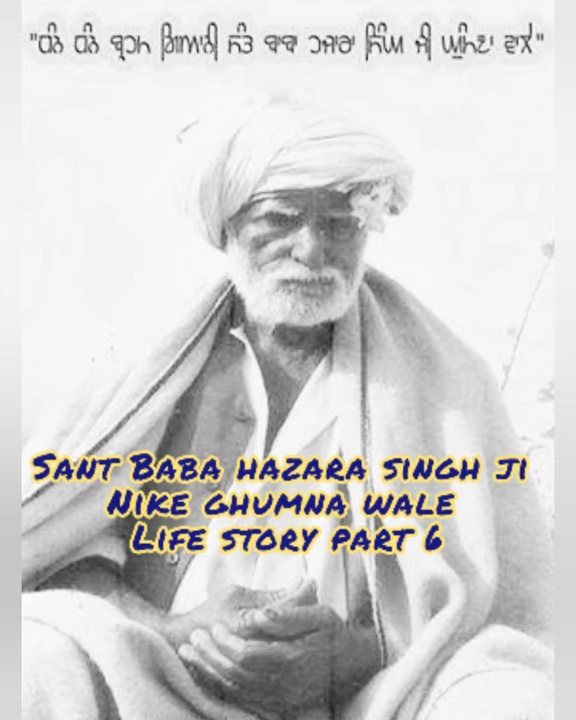 "ਧੰਨ ਧੰਨ ਬ੍ਰਹਮ ਗਿਆਨੀ ਸੰਤ ਬਾਬਾ ਹਜਾਰਾ ਸਿੰਘ ਜੀ ਘੁੰਮਣਾ ਵਾਲੇ"
Sant Baba hazara singh ji
Nike ghumna wale
Life story part 6